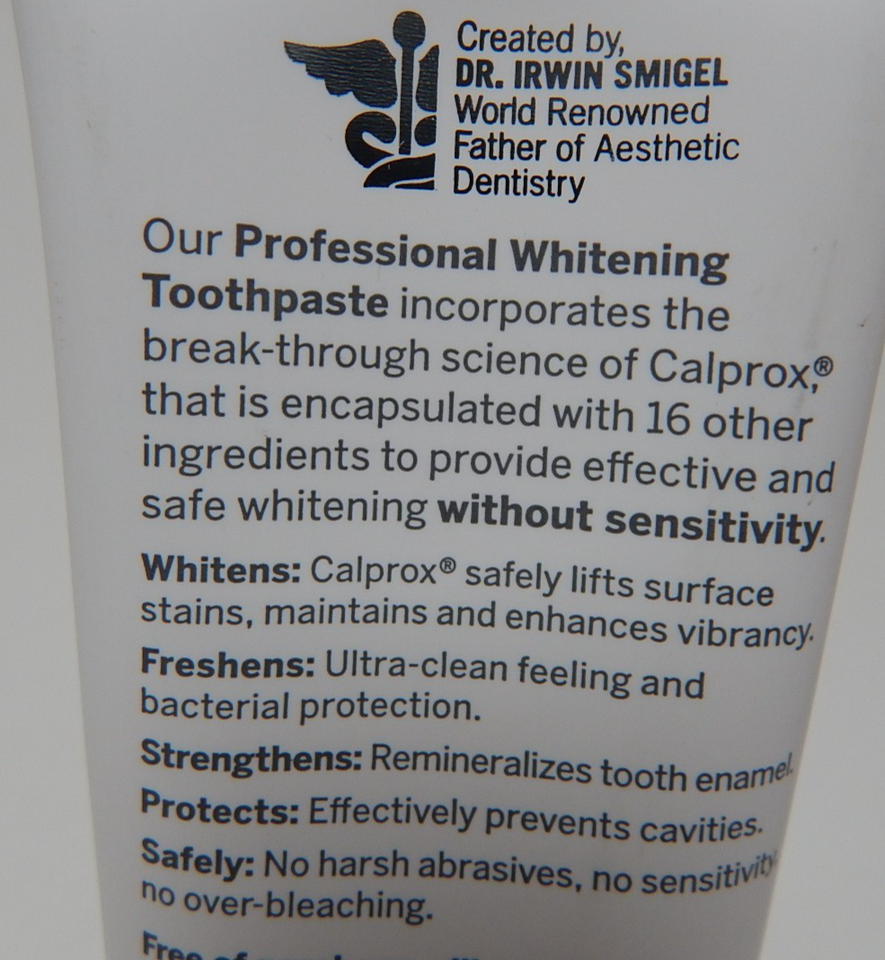 Created by,
DR. IRWIN SMIGEL
World Renowned
Father of Aesthetic
Dentistry
Our Professional Whitening
Toothpaste incorporates the
break-through science of Calprox,®
that is encapsulated with 16 other
ingredients to provide effective and
safe whitening without sensitivity.
Whitens: Calprox® safely lifts surface
stains, maintains and enhances vibrancy.
Freshens: Ultra-clean feeling and
bacterial protection.
Strengthens: Remineralizes tooth enamel.
Protects: Effectively prevents cavities.
Safely: No harsh abrasives, no sensitivity,
no over-bleaching.
Free of